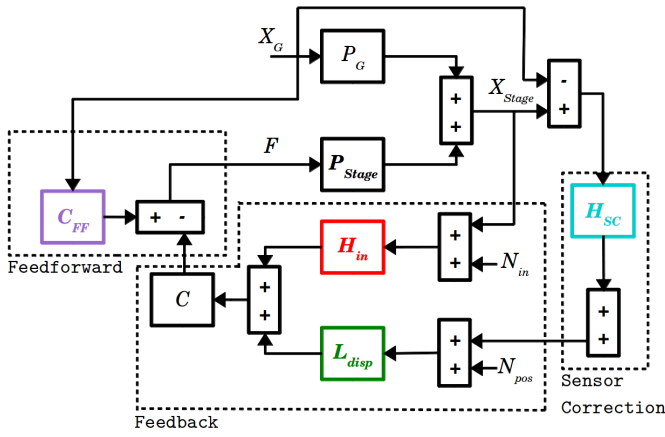 X_G
P_G
X_Stage
-
+
+
+
F
P_Stage
C_FF
+ -
H_SC
Feedforward
H_in
+
+
N_in
+
+
C
+
+
L_disp
+
+
N_pos
Sensor
Correction
Feedback